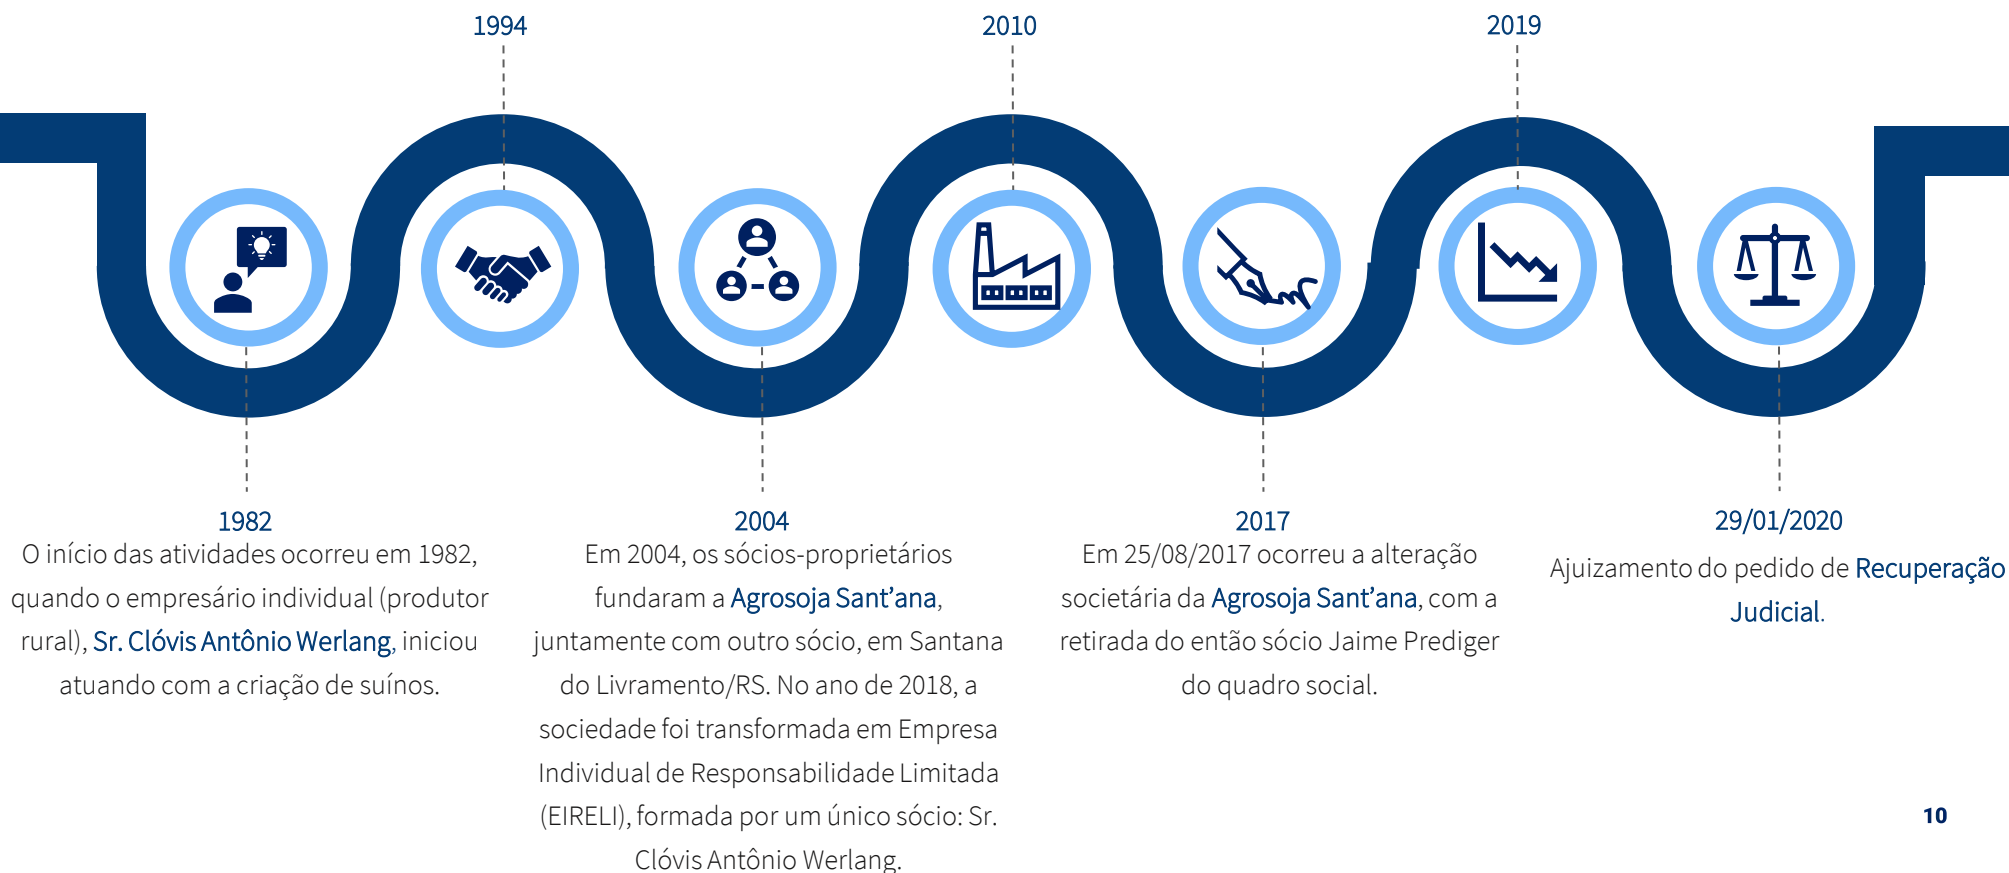 1994
2010
2019
1982
O início das atividades ocorreu em 1982,
quando o empresário individual (produtor
rural), Sr. Clóvis Antônio Werlang, iniciou
atuando com a criação de suínos.
2004
Em 2004, os sócios-proprietários
fundaram a Agrosoja Sant’ana,
juntamente com outro sócio, em Santana
do Livramento/RS. No ano de 2018, a
sociedade foi transformada em Empresa
Individual de Responsabilidade Limitada
(EIRELI), formada por um único sócio: Sr.
Clóvis Antônio Werlang.
2017
Em 25/08/2017 ocorreu a alteração
societária da Agrosoja Sant’ana, com a
retirada do então sócio Jaime Prediger
do quadro social.
29/01/2020
Ajuizamento do pedido de Recuperação
Judicial.
10